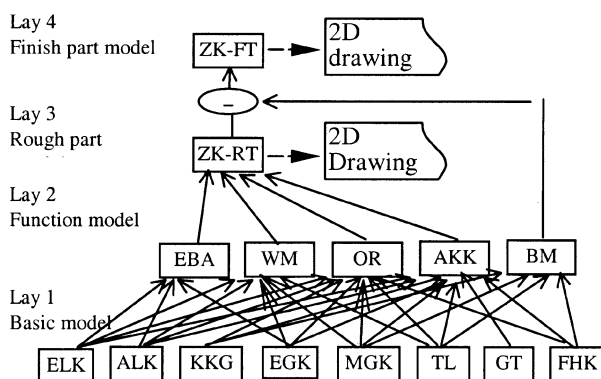 Lay 4
Finish part model
ZK-FT
2D
drawing
–
Lay 3
Rough part
ZK-RT
2D
Drawing
Lay 2
Function model
EBA
WM
OR
AKK
BM
Lay 1
Basic model
ELK
ALK
KKG
EGK
MGK
TL
GT
FHK